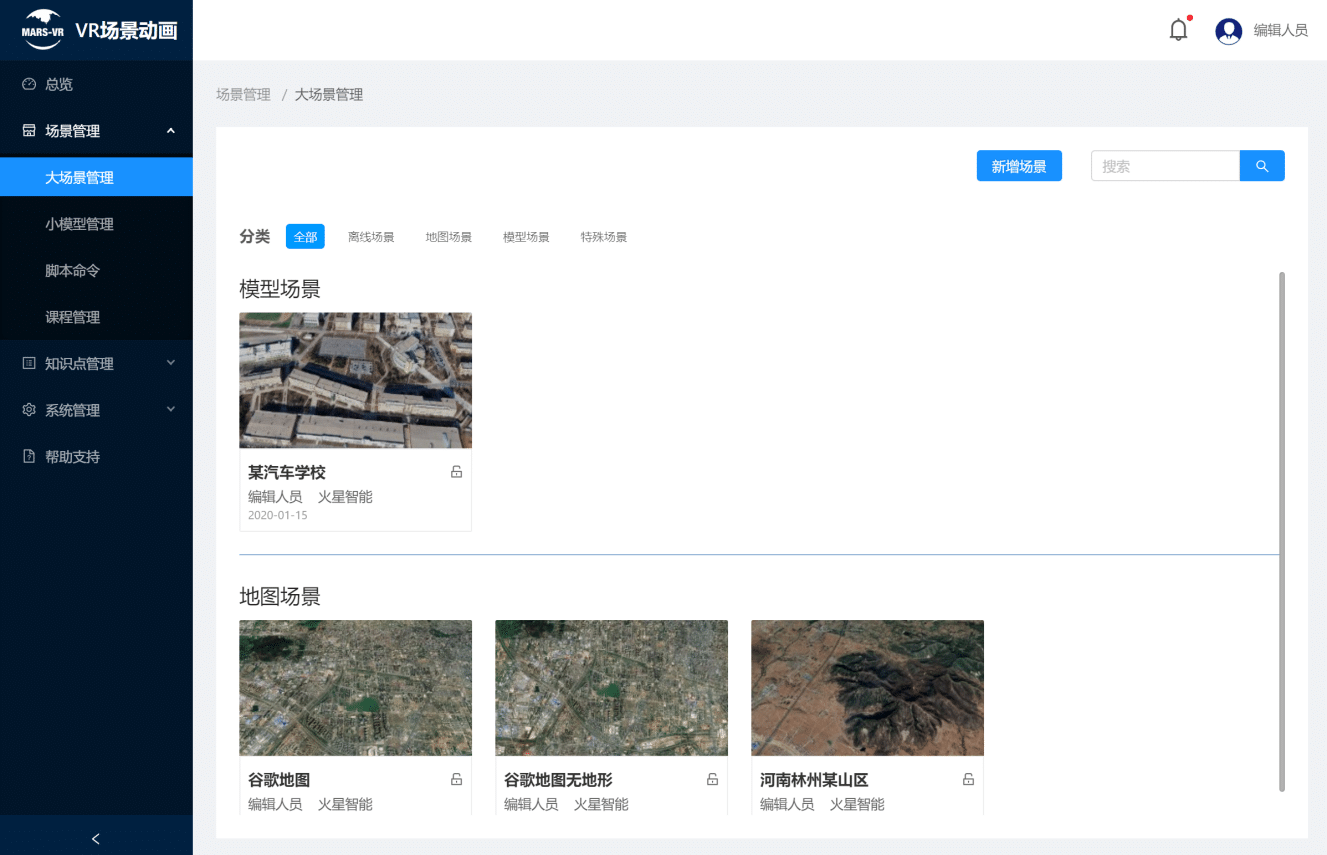 MARS-VR VR场景动画
编辑人员
总览
场景管理
大场景管理
小模型管理
脚本命令
课程管理
知识点管理
系统管理
帮助支持
场景管理 / 大场景管理
新增场景
搜索
分类 全部 离线场景 地图场景 模型场景 特殊场景
模型场景
某汽车学校
编辑人员 火星智能
2020-01-15
地图场景
谷歌地图
编辑人员 火星智能
谷歌地图无地形
编辑人员 火星智能
河南林州某山区
编辑人员 火星智能